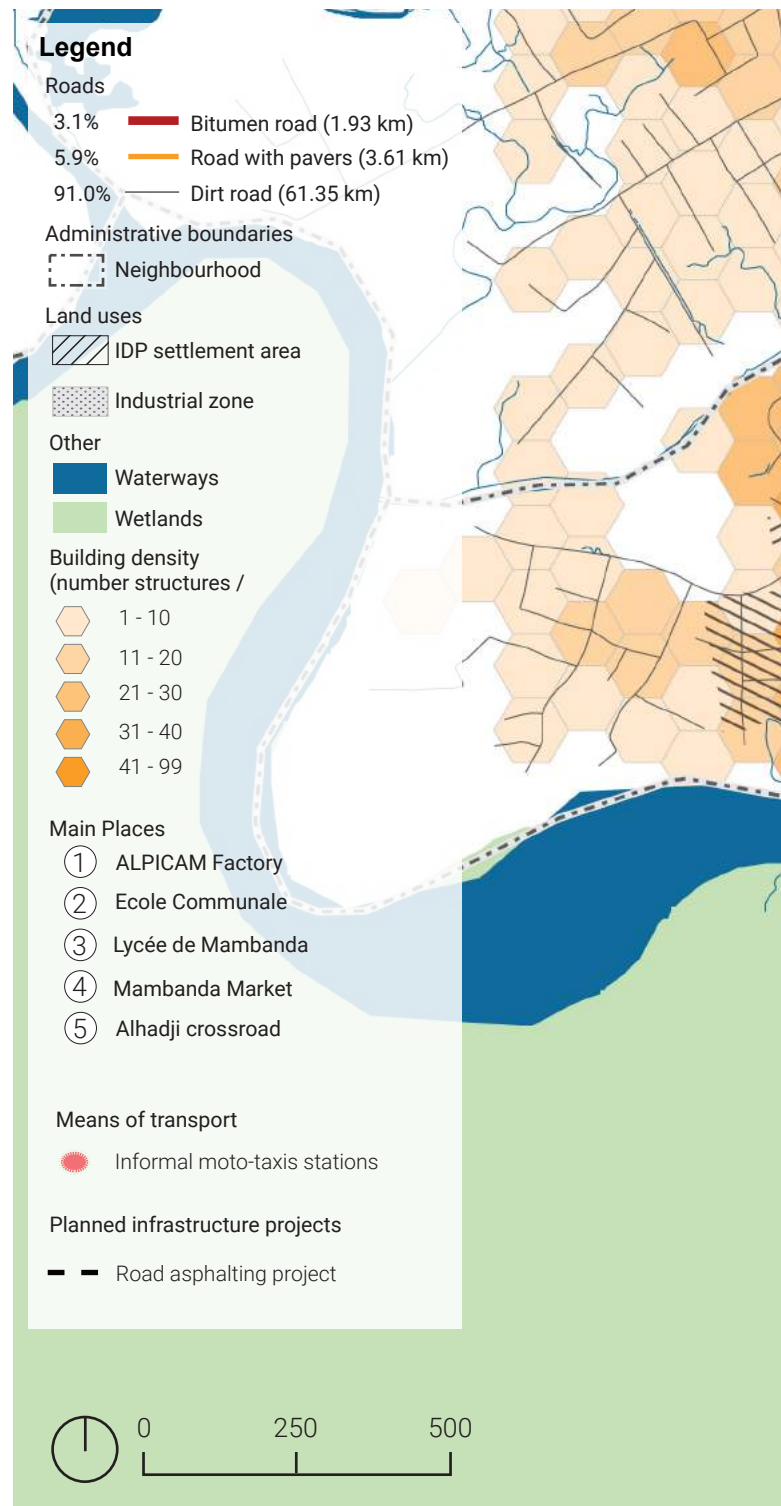 Legend
Roads
3.1% Bitumen road (1.93 km)
5.9% Road with pavers (3.61 km)
91.0% Dirt road (61.35 km)
Administrative boundaries
Neighbourhood
Land uses
IDP settlement area
Industrial zone
Other
Waterways
Wetlands
Building density
(number structures /
1 - 10
11 - 20
21 - 30
31 - 40
41 - 99
Main Places
1 ALPICAM Factory
2 Ecole Communale
3 Lycée de Mambanda
4 Mambanda Market
5 Alhadji crossroad
Means of transport
Informal moto-taxis stations
Planned infrastructure projects
Road asphalting project
0 250 500